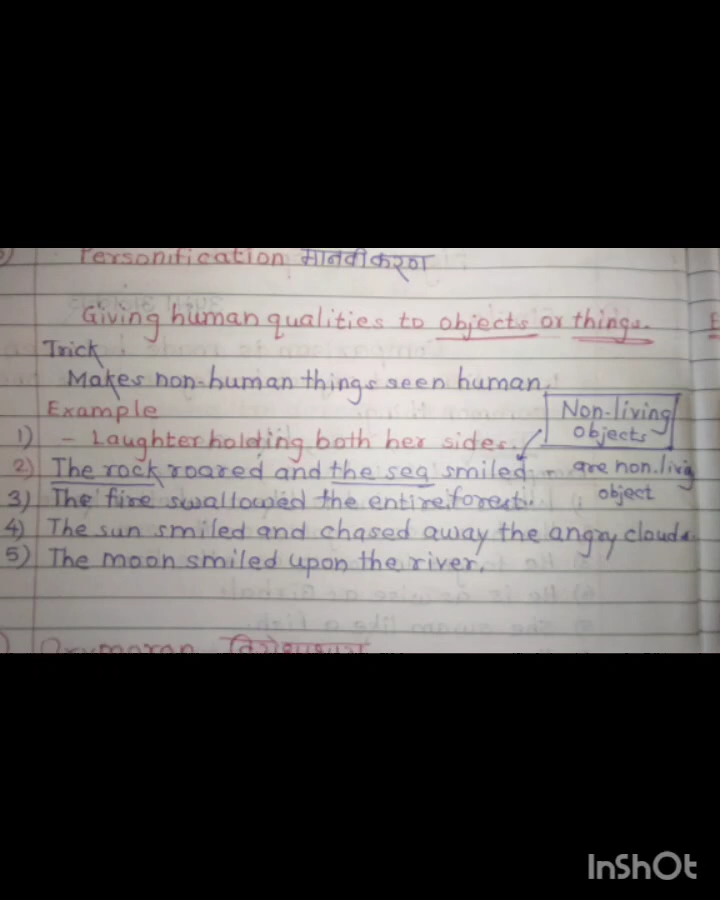 Personification मानवीकरण
Giving human qualities to objects or things.
Trick
Makes non-human things seen human.
Example
Non-living objects
1) - Laughter holding both her sides.
2) The rock roared and the sea smiled - are non-livig object
3) The fire swallowed the entire forest.
4) The sun smiled and chased away the angry clouds.
5) The moon smiled upon the river.
Oxymoran विरोधाभास
InShOt